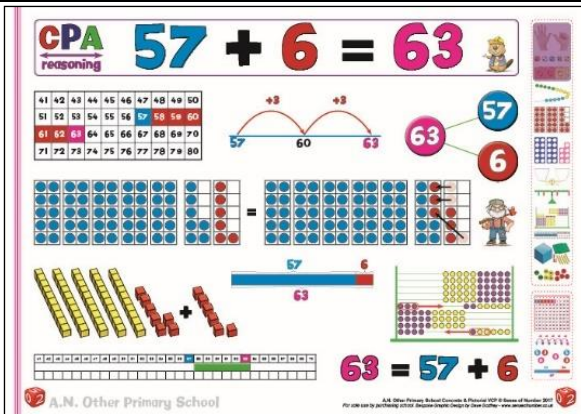 CPA
reasoning
57 + 6 = 63
41 42 43 44 45 46 47 48 49 50
51 52 53 54 55 56 57 58 59 60
61 62 63 64 65 66 67 68 69 70
71 72 73 74 75 76 77 78 79 80
+3 +3
57 60 63
57
63
6
=
57 6
63
+
63 = 57 + 6
A.N. Other Primary School